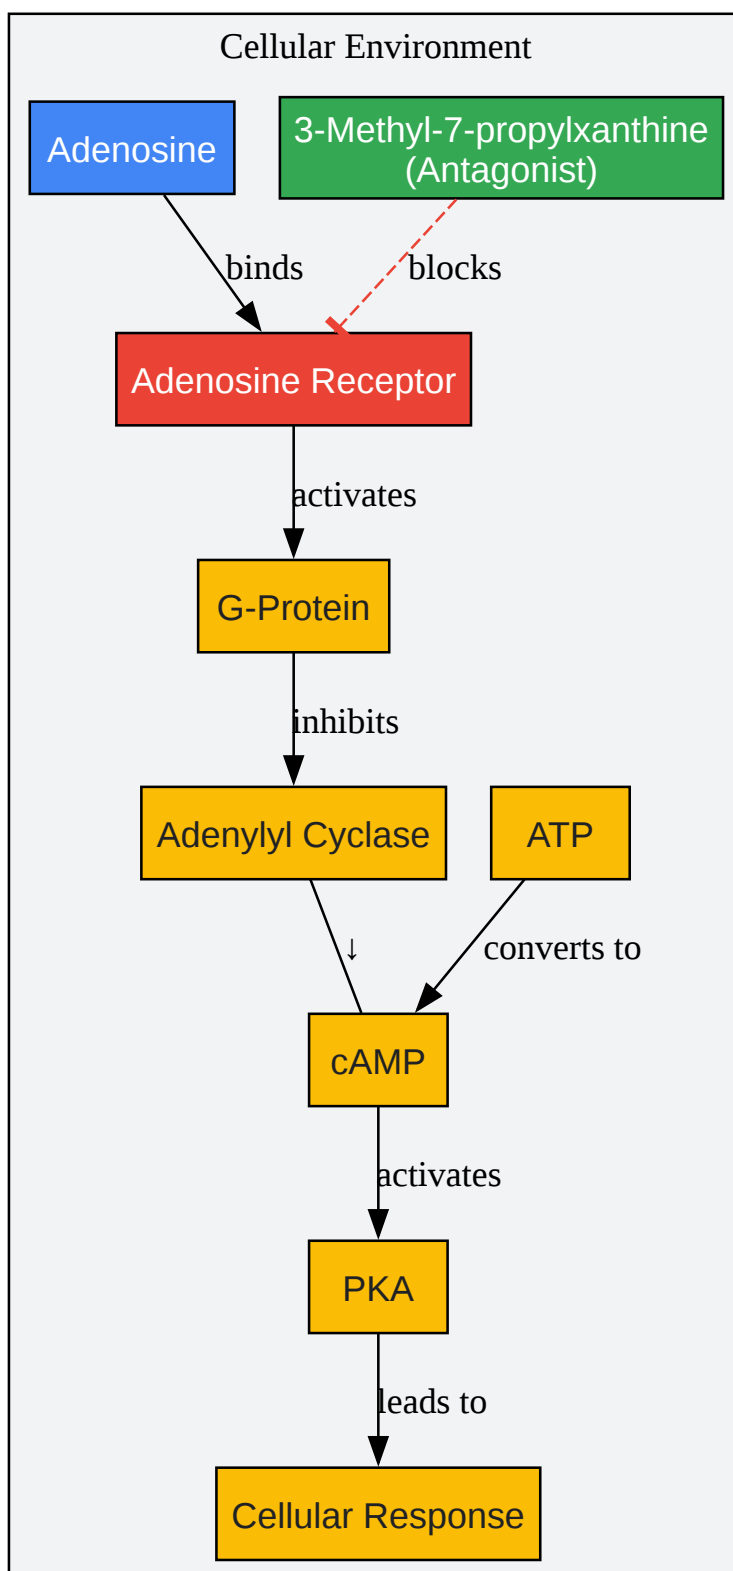 Cellular Environment
Adenosine
3-Methyl-7-propylxanthine
(Antagonist)
binds
blocks
Adenosine Receptor
activates
G-Protein
inhibits
Adenylyl Cyclase
ATP
↓
converts to
cAMP
activates
PKA
leads to
Cellular Response